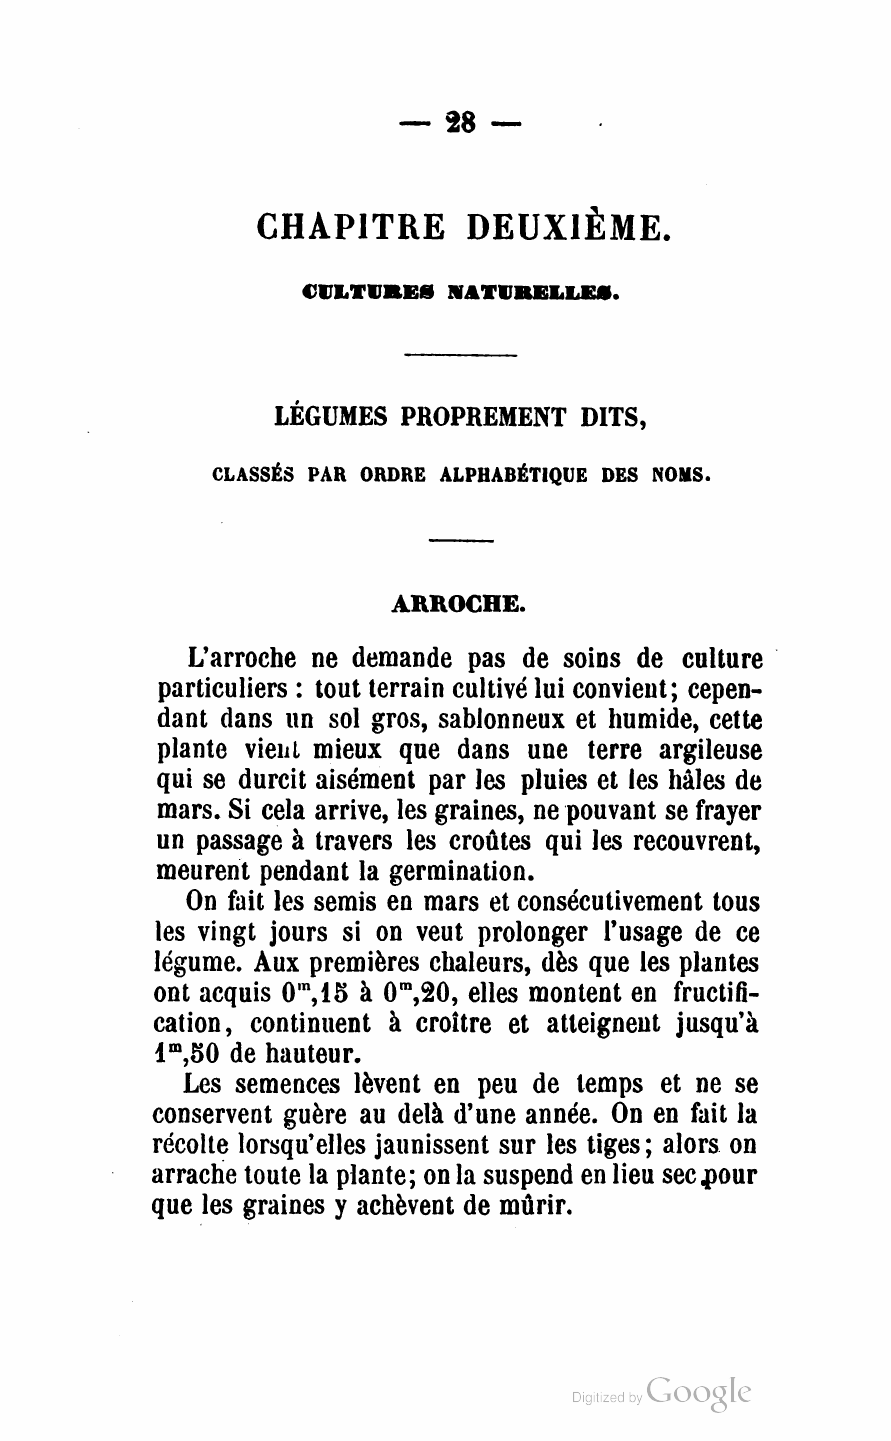 — 28 —
CHAPITRE DEUXIÈME.
CULTURES NATURELLES.
LÉGUMES PROPREMENT DITS,
CLASSÉS PAR ORDRE ALPHABÉTIQUE DES NOMS.
ARROCHE.
L'arroche ne demande pas de soins de culture
particuliers : tout terrain cultivé lui convient; cepen-
dant dans un sol gros, sablonneux et humide, cette
plante vient mieux que dans une terre argileuse
qui se durcit aisément par les pluies et les hâles de
mars. Si cela arrive, les graines, ne pouvant se frayer
un passage à travers les croûtes qui les recouvrent,
meurent pendant la germination.
On fait les semis en mars et consécutivement tous
les vingt jours si on veut prolonger l'usage de ce
légume. Aux premières chaleurs, dès que les plantes
ont acquis 0ᵐ,15 à 0ᵐ,20, elles montent en fructifi-
cation, continuent à croître et atteignent jusqu'à
1ᵐ,50 de hauteur.
Les semences lèvent en peu de temps et ne se
conservent guère au delà d'une année. On en fait la
récolte lorsqu'elles jaunissent sur les tiges; alors on
arrache toute la plante; on la suspend en lieu sec pour
que les graines y achèvent de mûrir.
Digitized by Google